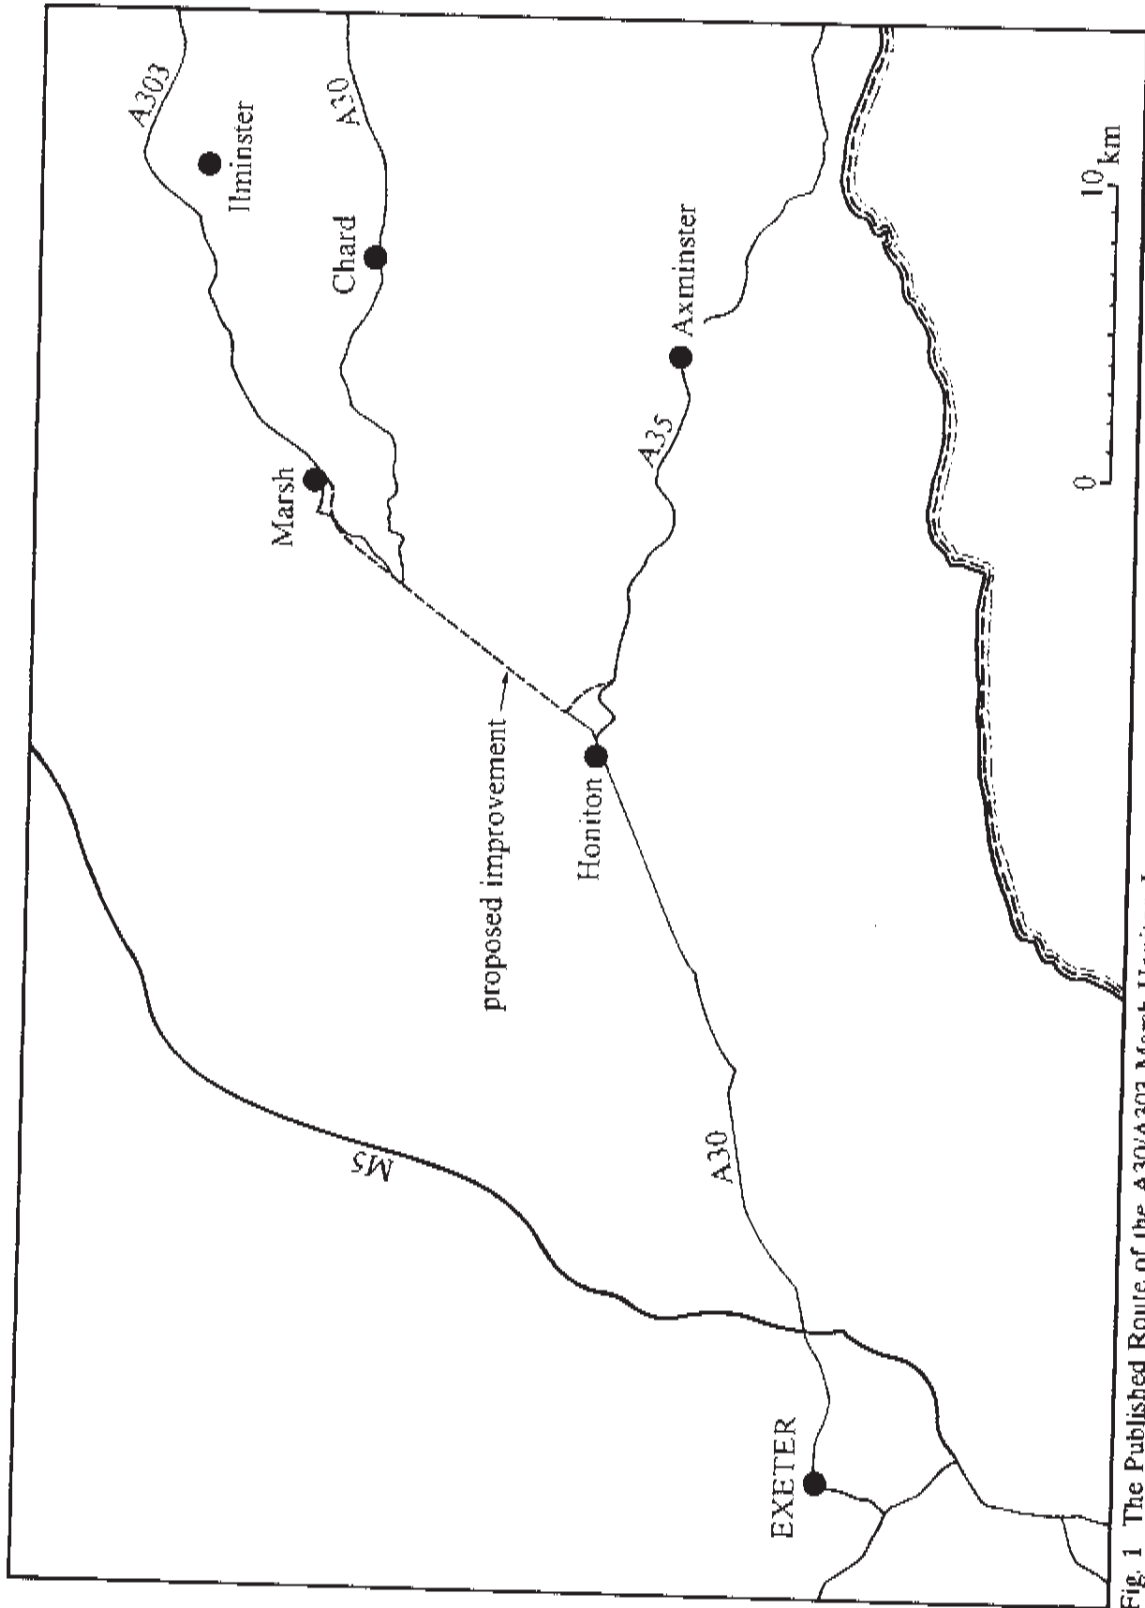 A303
Ilminster
A30
Chard
Marsh
Axminster
A35
proposed improvement
Honiton
M5
A30
EXETER
0 10 km
Fig. 1 The Published Route of the A30/A303 Marsh Honiton